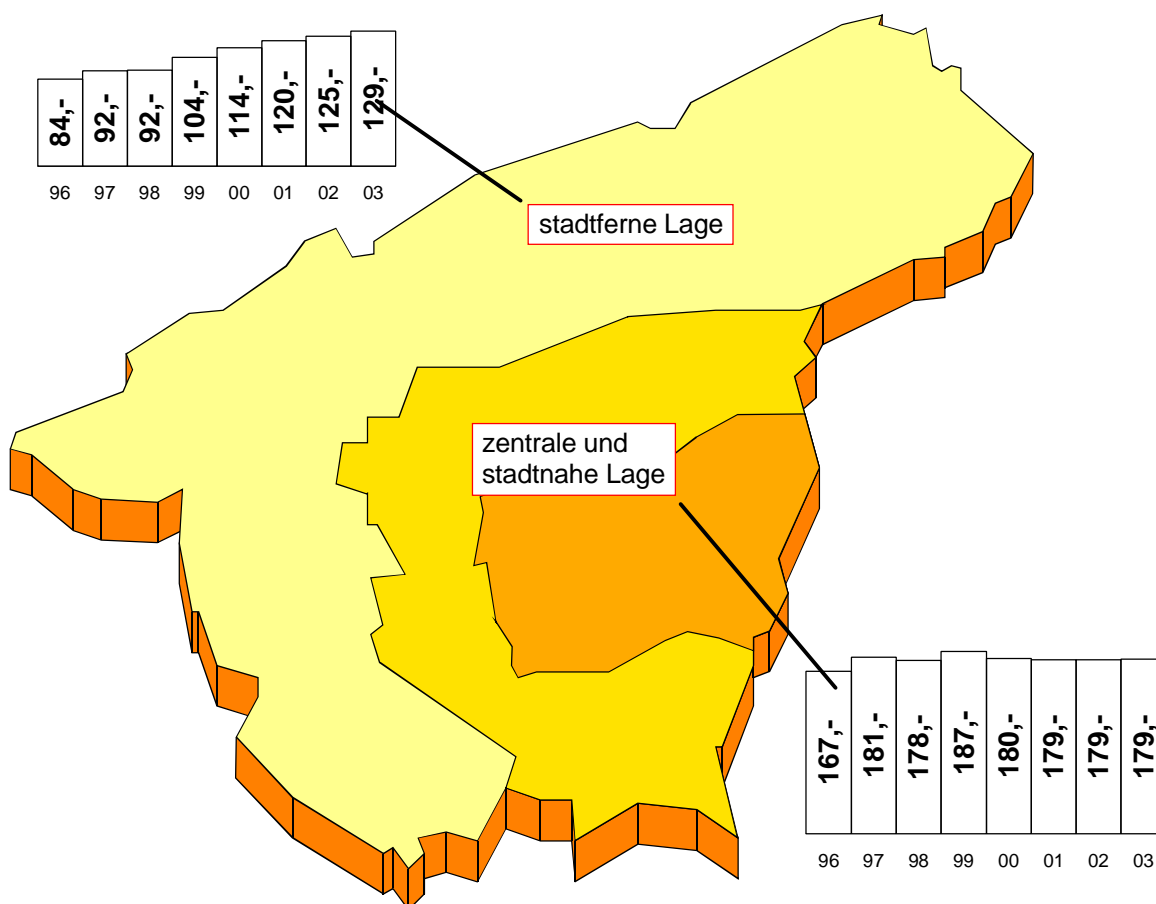 84,- 92,- 92,- 104,- 114,- 120,- 125,- 129,-
96 97 98 99 00 01 02 03
stadtferne Lage
zentrale und
stadtnahe Lage
167,- 181,- 178,- 187,- 180,- 179,- 179,- 179,-
96 97 98 99 00 01 02 03